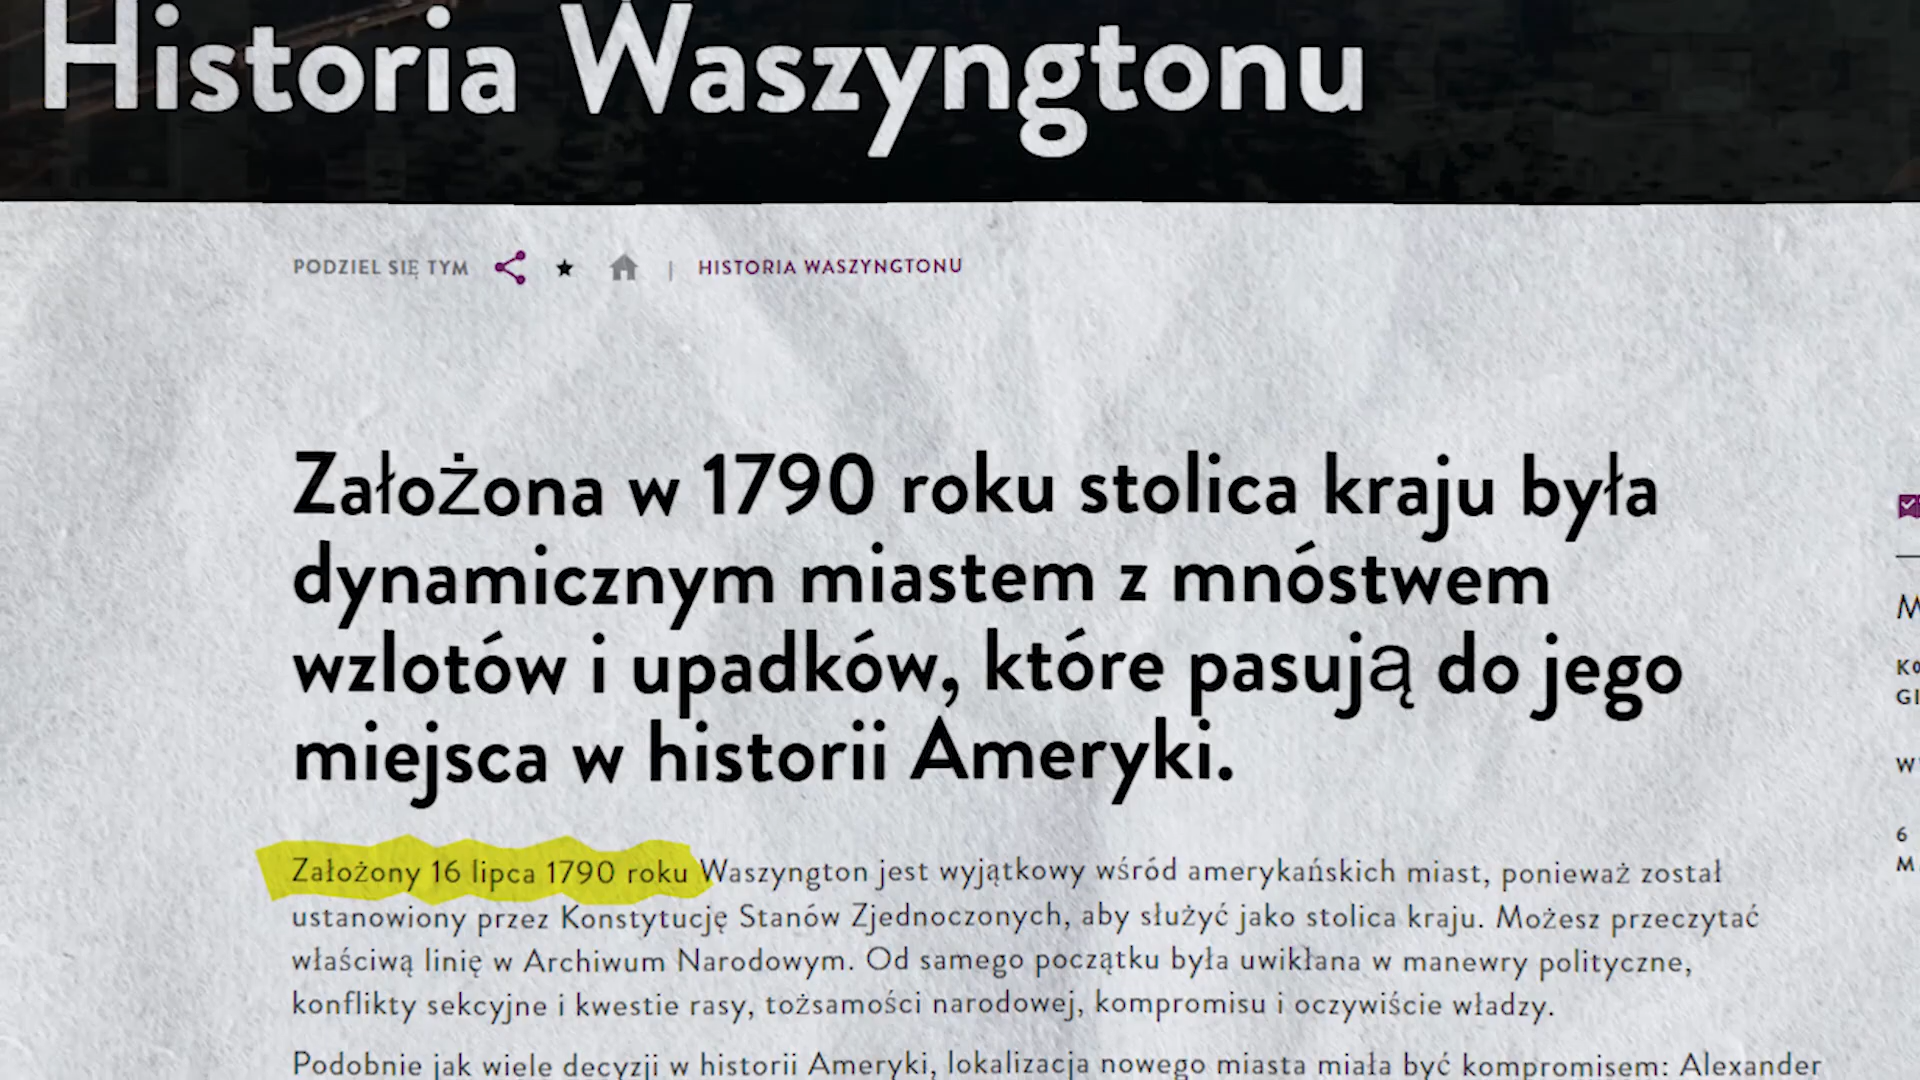 Historia Waszyngtonu
PODZIEL SIĘ TYM | HISTORIA WASZYNGTONU
ZałoŻona w 1790 roku stolica kraju była
dynamicznym miastem z mnóstwem
wzlotów i upadków, które pasują do jego
miejsca w historii Ameryki.
Założony 16 lipca 1790 roku Waszyngton jest wyjątkowy wśród amerykańskich miast, ponieważ został
ustanowiony przez Konstytucję Stanów Zjednoczonych, aby służyć jako stolica kraju. Możesz przeczytać
właściwą linię w Archiwum Narodowym. Od samego początku była uwikłana w manewry polityczne,
konflikty sekcyjne i kwestie rasy, tożsamości narodowej, kompromisu i oczywiście władzy.
Podobnie jak wiele decyzji w historii Ameryki, lokalizacja nowego miasta miała być kompromisem: Alexander
6